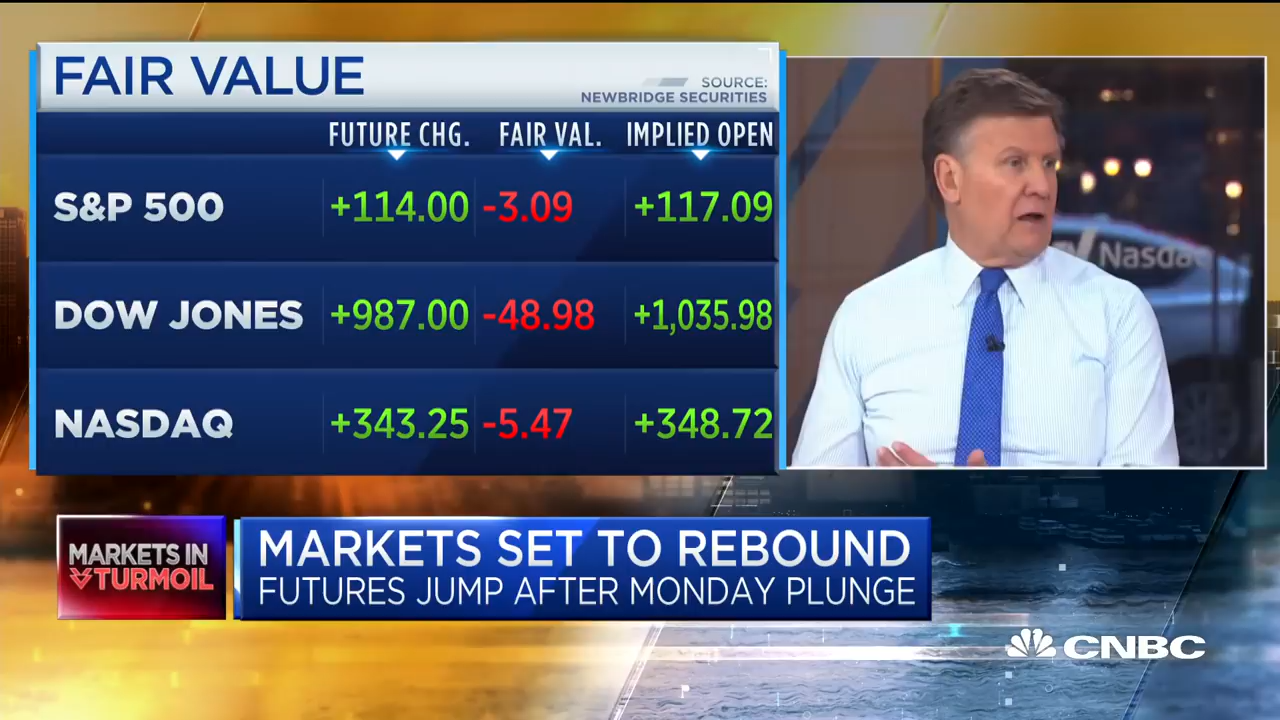 FAIR VALUE
SOURCE:
NEWBRIDGE SECURITIES
FUTURE CHG. FAIR VAL. IMPLIED OPEN
S&P 500 +114.00 -3.09 +117.09
DOW JONES +987.00 -48.98 +1,035.98
NASDAQ +343.25 -5.47 +348.72
Nasda
MARKETS IN
TURMOIL
MARKETS SET TO REBOUND
FUTURES JUMP AFTER MONDAY PLUNGE
CNBC